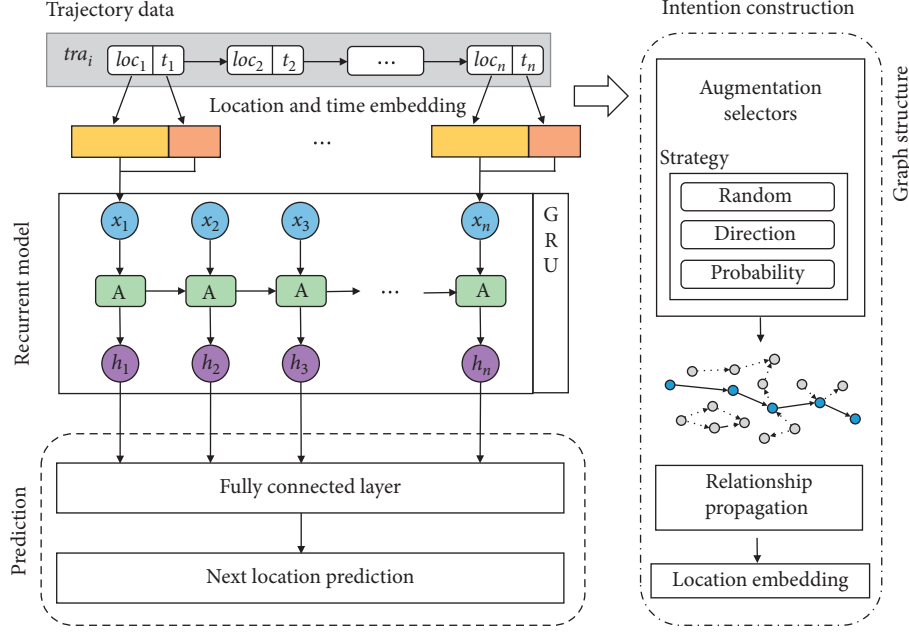 Trajectory data
tra_i loc_1 t_1 loc_2 t_2 ... loc_n t_n
Location and time embedding
...
Recurrent model
x_1 x_2 x_3 x_n
A A A ... A
h_1 h_2 h_3 h_n
GRU
Prediction
Fully connected layer
Next location prediction
Intention construction
Graph structure
Augmentation
selectors
Strategy
Random
Direction
Probability
Relationship
propagation
Location embedding